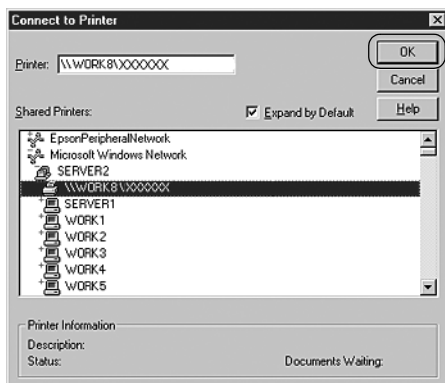 Connect to Printer
Printer: \\WORK8\XXXXXX
OK
Cancel
Help
Shared Printers:
Expand by Default
EpsonPeripheralNetwork
Microsoft Windows Network
SERVER2
\\WORK8\XXXXXX
SERVER1
WORK1
WORK2
WORK3
WORK4
WORK5
Printer Information
Description:
Status:
Documents Waiting: